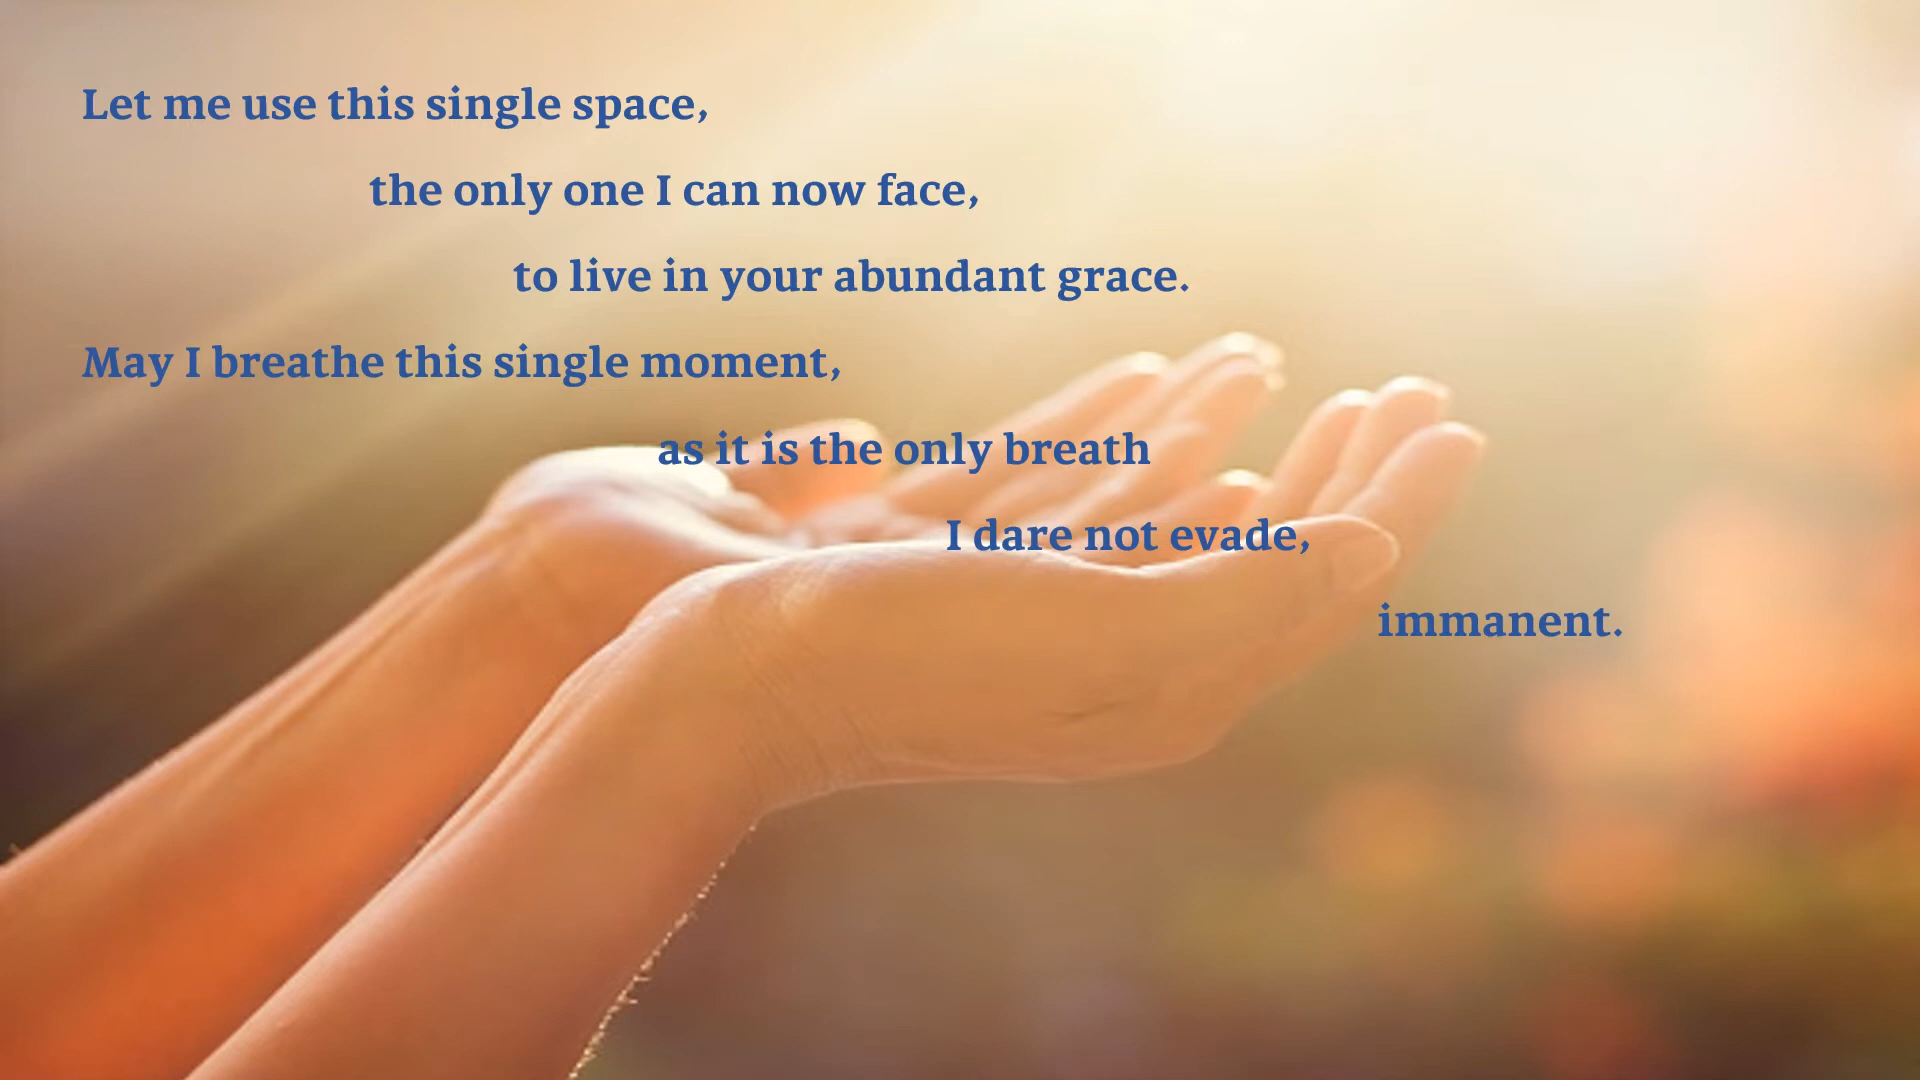 Let me use this single space,
the only one I can now face,
to live in your abundant grace.
May I breathe this single moment,
as it is the only breath
I dare not evade,
immanent.